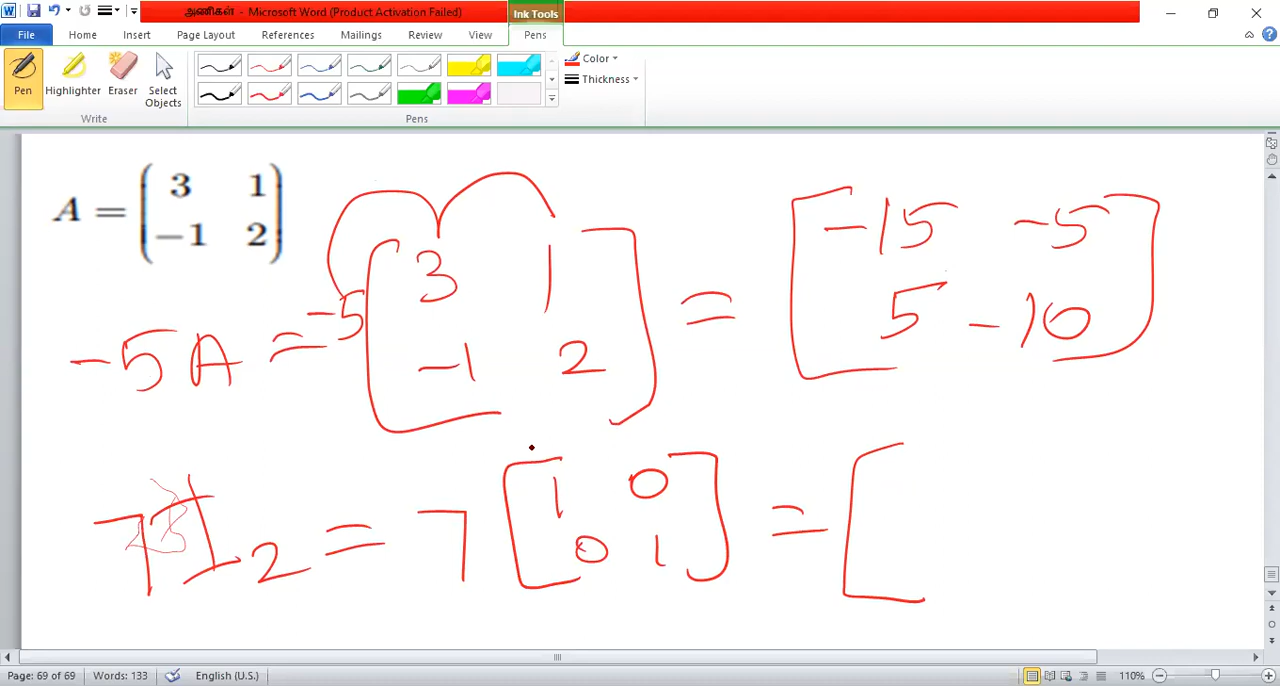 அணிகள் - Microsoft Word (Product Activation Failed) Ink Tools
File Home Insert Page Layout References Mailings Review View Pens
Pen Highlighter Eraser Select Objects Color Thickness
Write Pens
A = ( 3 1
−1 2 )
-5A = -5 [ 3 1
-1 2 ] = [ -15 -5
5 -10 ]
7I2 = 7 [ 1 0
0 1 ] = [
Page: 69 of 69 Words: 133 English (U.S.) 110%